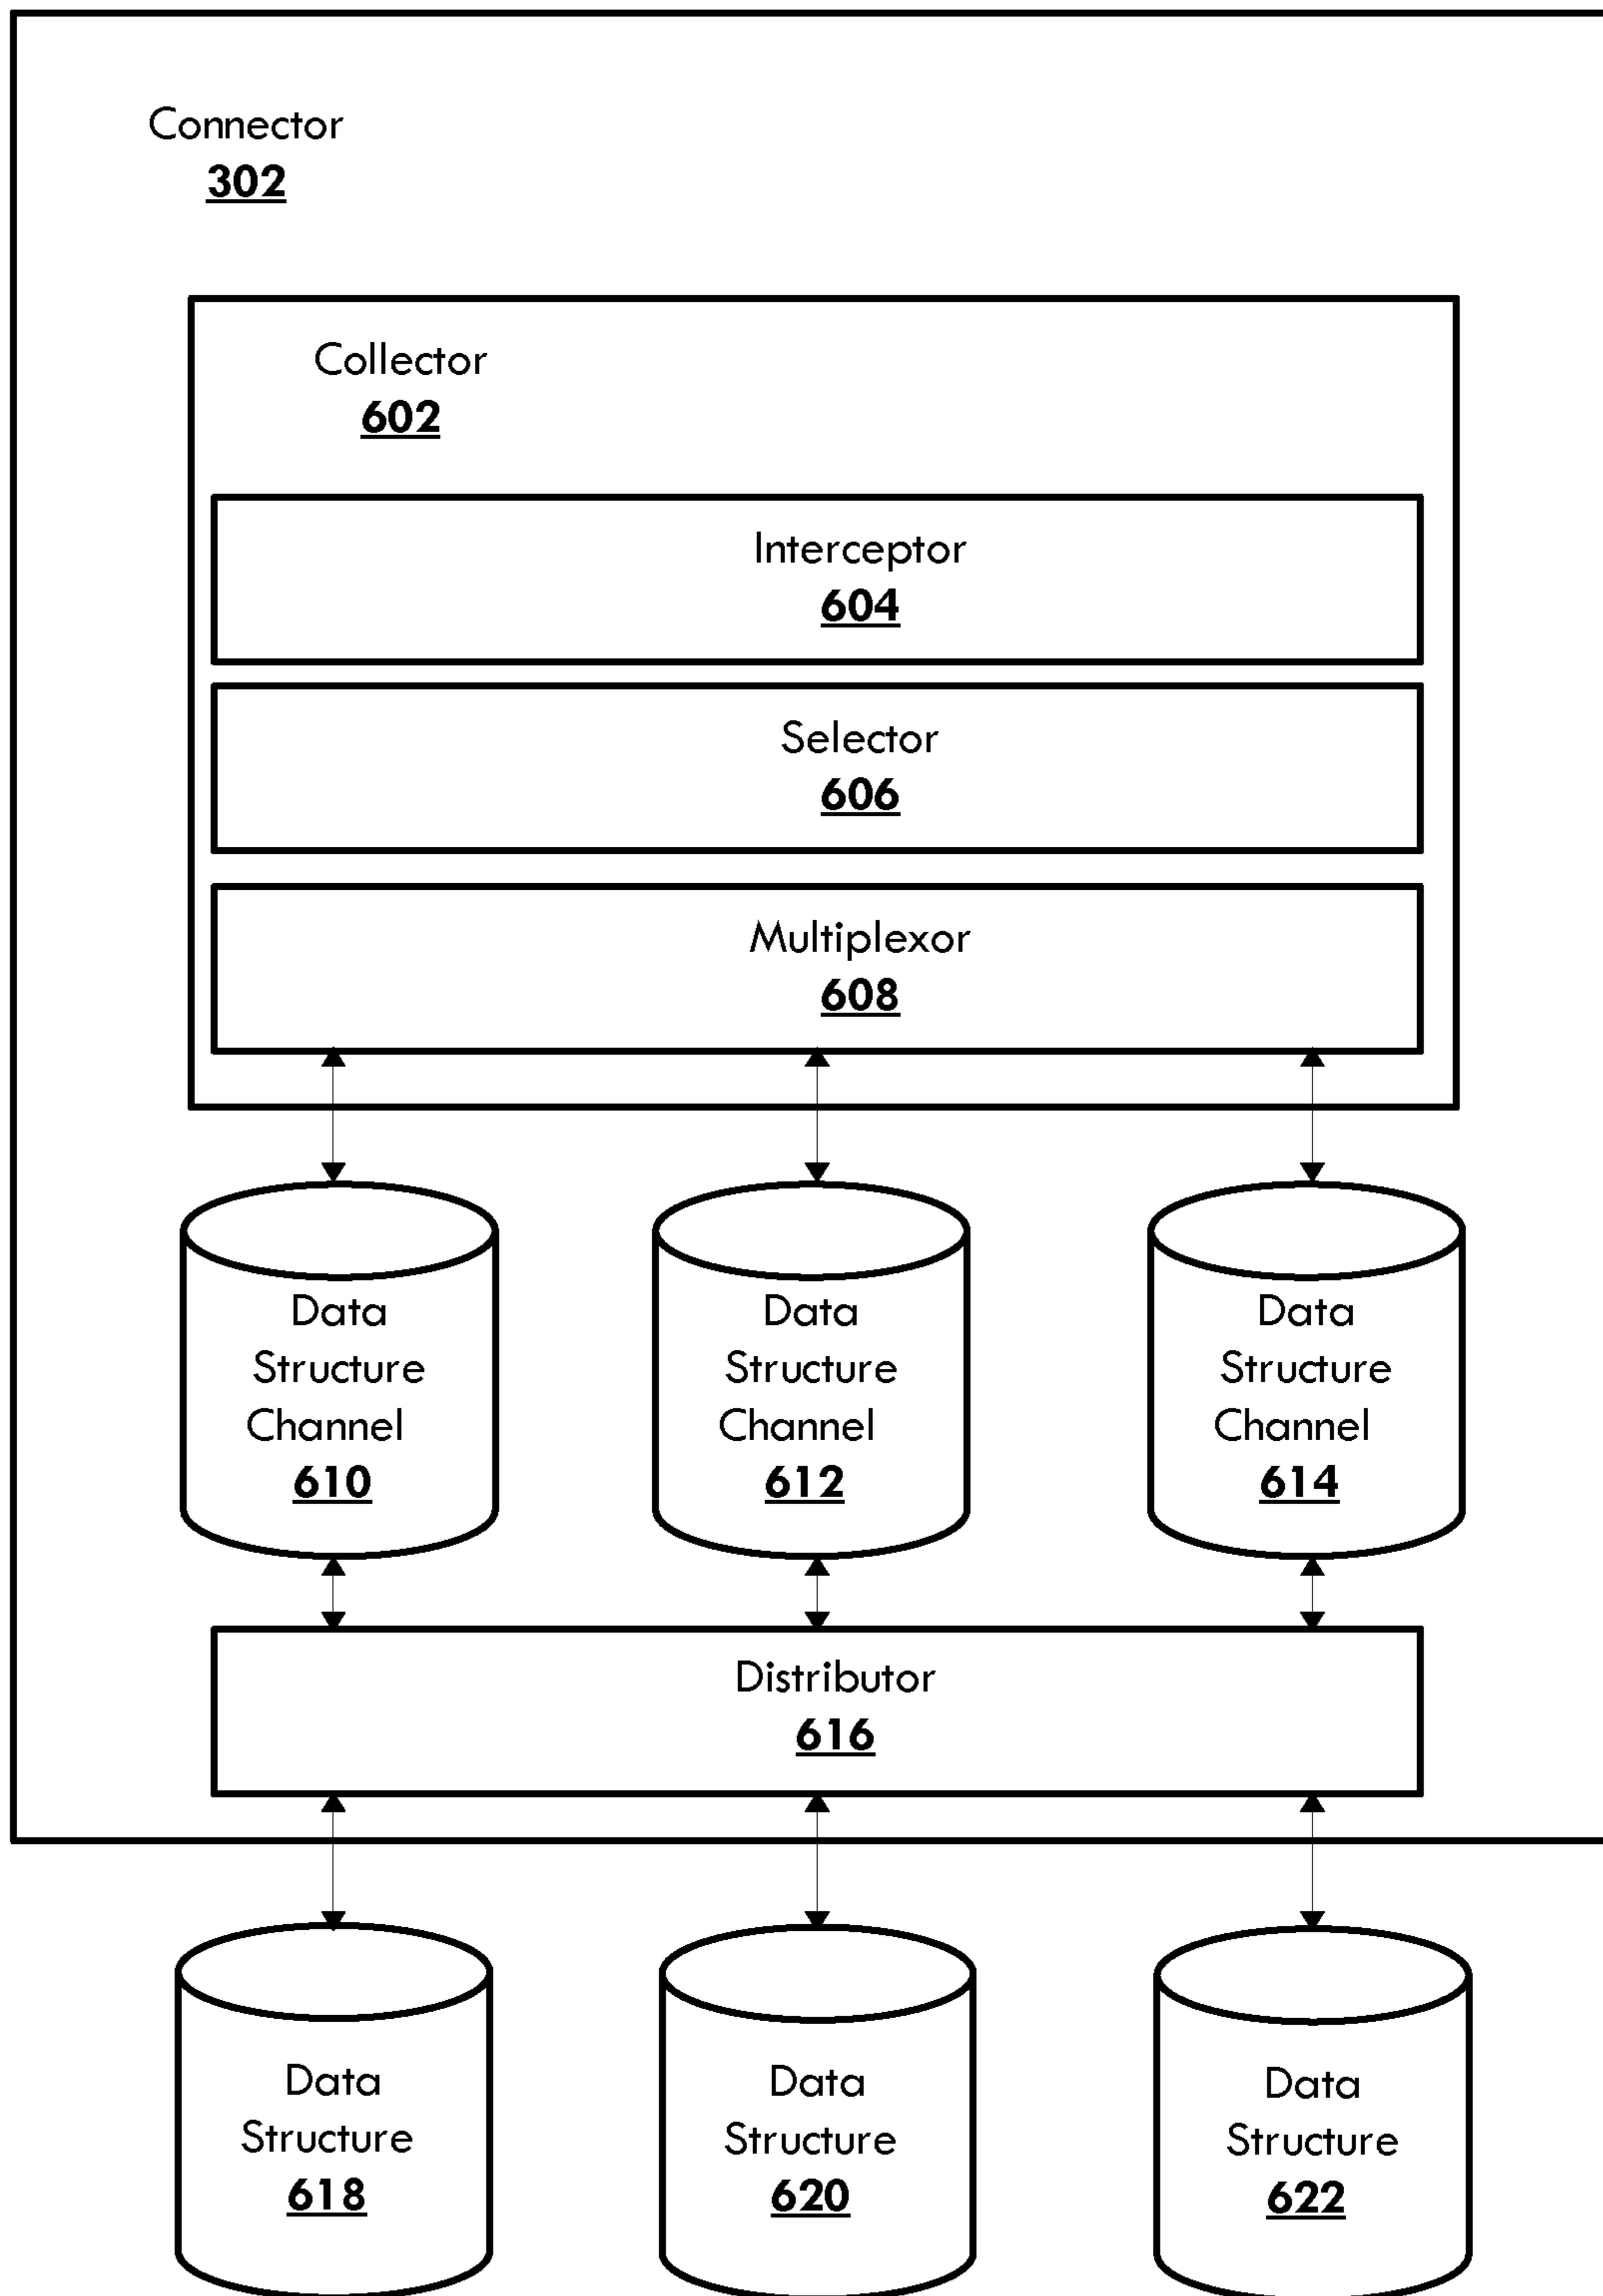 Connector
302
Collector
602
Interceptor
604
Selector
606
Multiplexor
608
Data
Structure
Channel
610
Data
Structure
Channel
612
Data
Structure
Channel
614
Distributor
616
Data
Structure
618
Data
Structure
620
Data
Structure
622